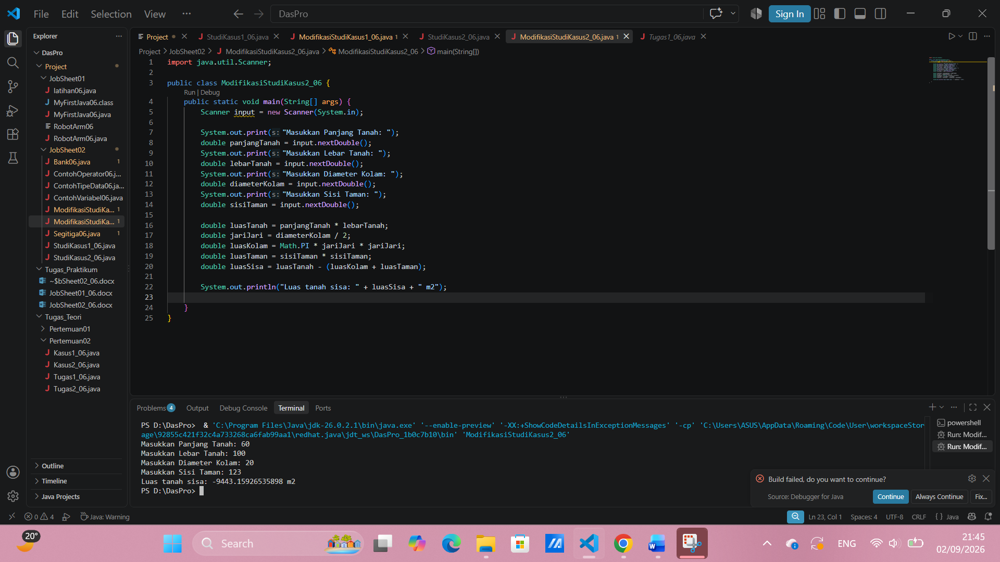 File Edit Selection View ··· DasPro Sign In
Explorer ···
DasPro
Project
JobSheet01
latihan06.java
MyFirstJava06.class
MyFirstJava06.java
RobotArm06
RobotArm06.java
JobSheet02
Bank06.java 1
ContohOperator06.j...
ContohTipeData06.ja...
ContohVariabel06.java
ModifikasiStudiKa... 1
ModifikasiStudiKa... 1
Segitiga06.java 1
StudiKasus1_06.java
StudiKasus2_06.java
Tugas_Praktikum
~$bSheet02_06.docx
JobSheet01_06.docx
JobSheet02_06.docx
Tugas_Teori
Pertemuan01
Pertemuan02
Kasus1_06.java
Kasus2_06.java
Tugas1_06.java
Tugas2_06.java
Outline
Timeline
Java Projects
Project StudiKasus1_06.java ModifikasiStudiKasus1_06.java 1 StudiKasus2_06.java ModifikasiStudiKasus2_06.java 1 Tugas1_06.java
Project > JobSheet02 > ModifikasiStudiKasus2_06.java > ModifikasiStudiKasus2_06 > main(String[])
1 import java.util.Scanner;
2
3 public class ModifikasiStudiKasus2_06 {
Run | Debug
4 public static void main(String[] args) {
5 Scanner input = new Scanner(System.in);
6
7 System.out.print(s: "Masukkan Panjang Tanah: ");
8 double panjangTanah = input.nextDouble();
9 System.out.print(s: "Masukkan Lebar Tanah: ");
10 double lebarTanah = input.nextDouble();
11 System.out.print(s: "Masukkan Diameter Kolam: ");
12 double diameterKolam = input.nextDouble();
13 System.out.print(s: "Masukkan Sisi Taman: ");
14 double sisiTaman = input.nextDouble();
15
16 double luasTanah = panjangTanah * lebarTanah;
17 double jariJari = diameterKolam / 2;
18 double luasKolam = Math.PI * jariJari * jariJari;
19 double luasTaman = sisiTaman * sisiTaman;
20 double luasSisa = luasTanah - (luasKolam + luasTaman);
21
22 System.out.println("Luas tanah sisa: " + luasSisa + " m2");
23
24 }
25 }
Problems 4 Output Debug Console Terminal Ports
PS D:\DasPro> & 'C:\Program Files\Java\jdk-26.0.2.1\bin\java.exe' '--enable-preview' '-XX:+ShowCodeDetailsInExceptionMessages' '-cp' 'C:\Users\ASUS\AppData\Roaming\Code\User\workspaceStor
age\92855c421f32c4a733268ca6fab99aa1\redhat.java\jdt_ws\DasPro_1b0c7b10\bin' 'ModifikasiStudiKasus2_06'
Masukkan Panjang Tanah: 60
Masukkan Lebar Tanah: 100
Masukkan Diameter Kolam: 20
Masukkan Sisi Taman: 123
Luas tanah sisa: -9443.15926535898 m2
PS D:\DasPro>
powershell
Run: Modif...
Run: Modif...
Build failed, do you want to continue?
Source: Debugger for Java Continue Always Continue Fix...
0 4 Java: Warning Ln 23, Col 1 Spaces: 4 UTF-8 CRLF {} Java
20° Search ENG 21:45
02/09/2026